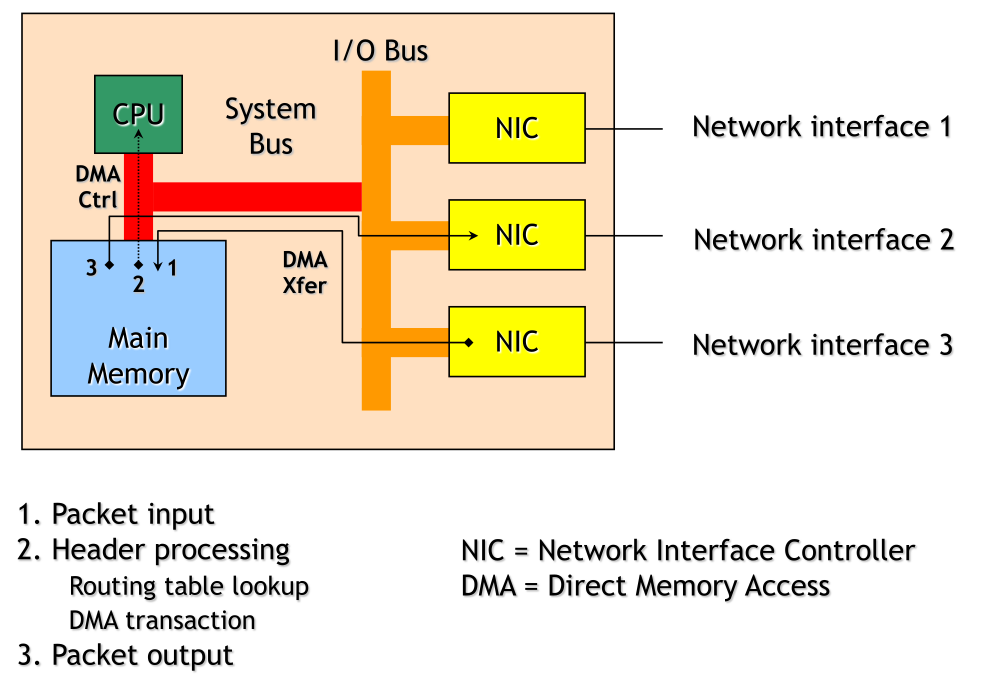 I/O Bus
CPU
System
Bus
NIC
Network interface 1
DMA
Ctrl
NIC
Network interface 2
3
2
1
DMA
Xfer
Main
Memory
NIC
Network interface 3
1. Packet input
2. Header processing
Routing table lookup
DMA transaction
3. Packet output
NIC = Network Interface Controller
DMA = Direct Memory Access